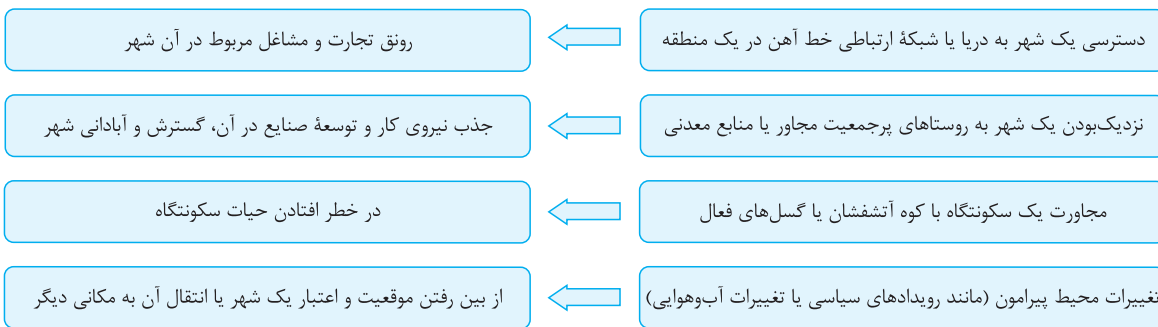 دسترسی یک شهر به دریا یا شبکهٔ ارتباطی خط آهن در یک منطقه
رونق تجارت و مشاغل مربوط در آن شهر
نزدیک‌بودن یک شهر به روستاهای پرجمعیت مجاور یا منابع معدنی
جذب نیروی کار و توسعهٔ صنایع در آن، گسترش و آبادانی شهر
مجاورت یک سکونتگاه با کوه آتشفشان یا گسل‌های فعال
در خطر افتادن حیات سکونتگاه
تغییرات محیط پیرامون (مانند رویدادهای سیاسی یا تغییرات آب‌وهوایی)
از بین رفتن موقعیت و اعتبار یک شهر یا انتقال آن به مکانی دیگر